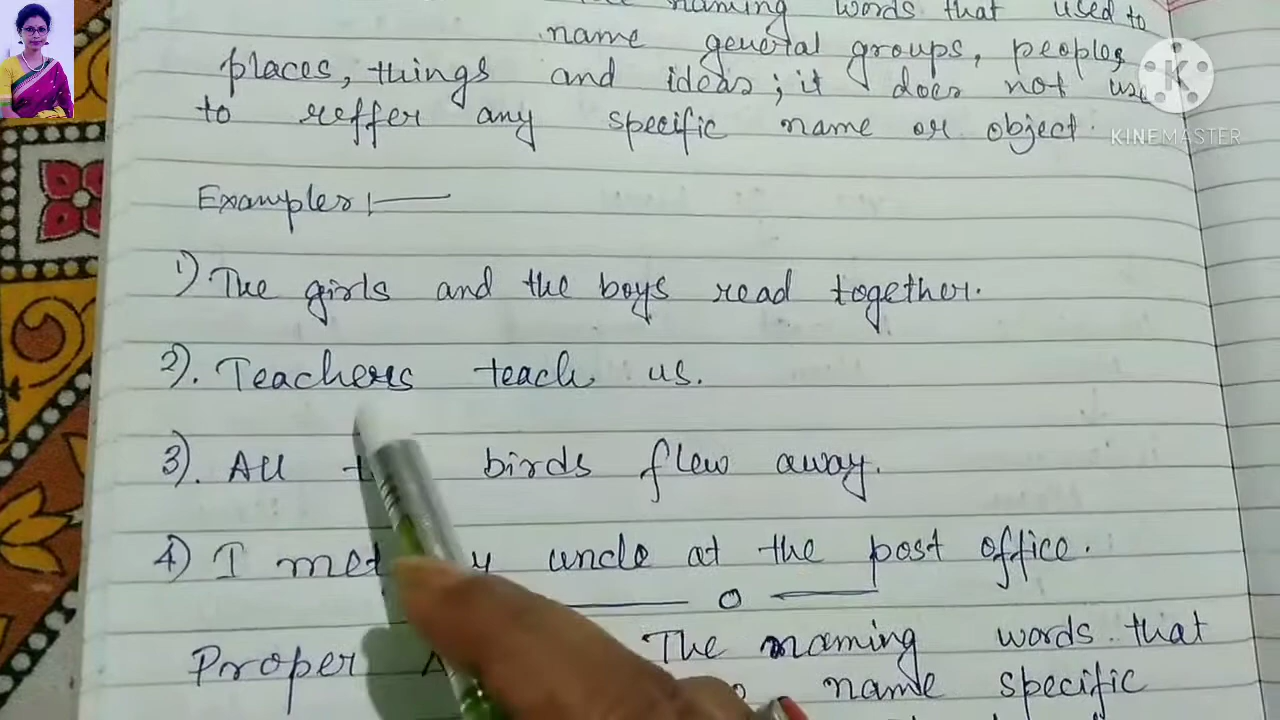 naming words that used to
name general groups, peoples,
places, things and ideas; it does not use
to reffer any specific name or object.
KINEMASTER
Examples:—
1) The girls and the boys read together.
2). Teachers teach us.
3). All birds flew away.
4) I met uncle at the post office.
Proper The naming words that
name specific